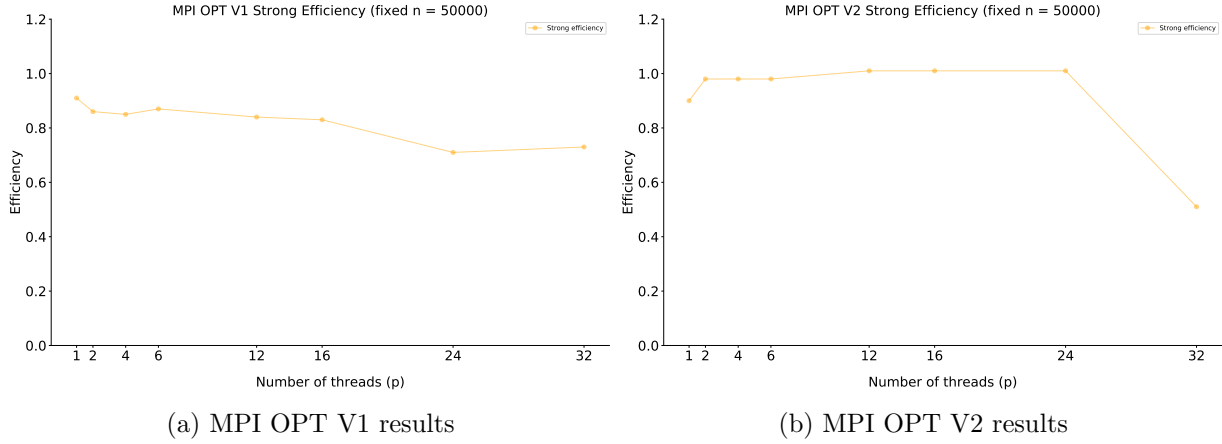 MPI OPT V1 Strong Efficiency (fixed n = 50000)
Strong efficiency
1.2
1.0
0.8
0.6
0.4
0.2
0.0
Efficiency
1 2 4 6 12 16 24 32
Number of threads (p)
(a) MPI OPT V1 results
MPI OPT V2 Strong Efficiency (fixed n = 50000)
Strong efficiency
1.2
1.0
0.8
0.6
0.4
0.2
0.0
Efficiency
1 2 4 6 12 16 24 32
Number of threads (p)
(b) MPI OPT V2 results